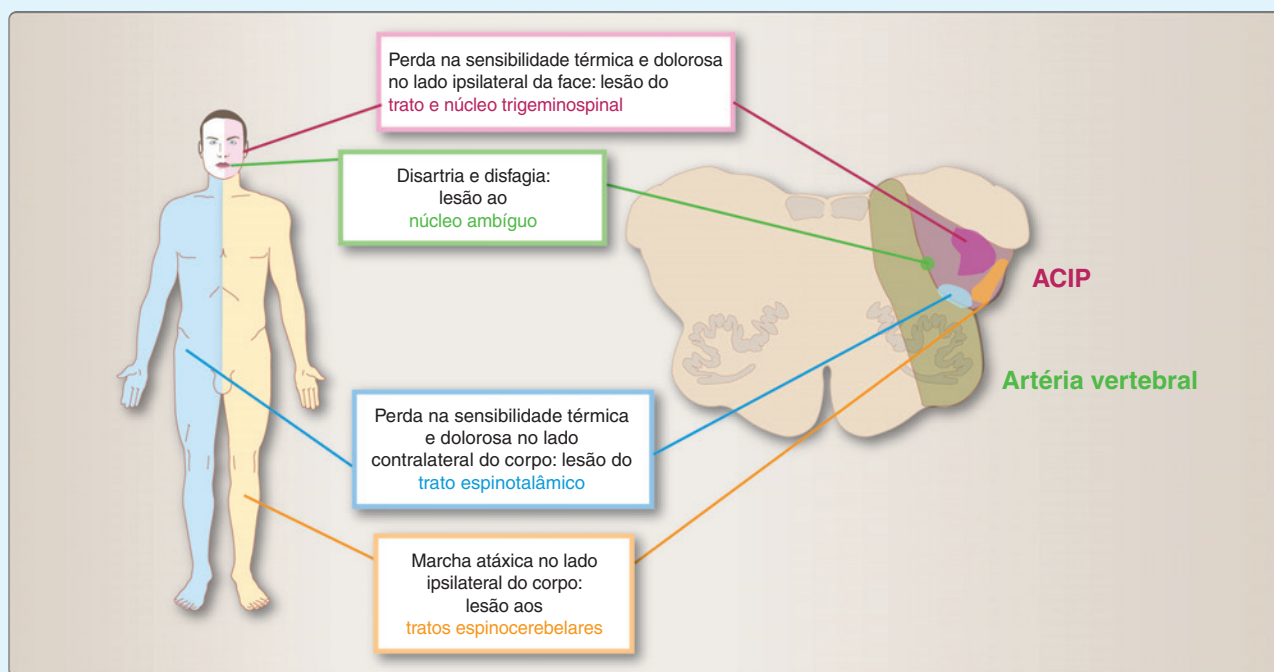 Perda na sensibilidade térmica e dolorosa
no lado ipsilateral da face: lesão do
trato e núcleo trigeminospinal
Disartria e disfagia:
lesão ao
núcleo ambíguo
ACIP
Artéria vertebral
Perda na sensibilidade térmica
e dolorosa no lado
contralateral do corpo: lesão do
trato espinotalâmico
Marcha atáxica no lado
ipsilateral do corpo:
lesão aos
tratos espinocerebelares